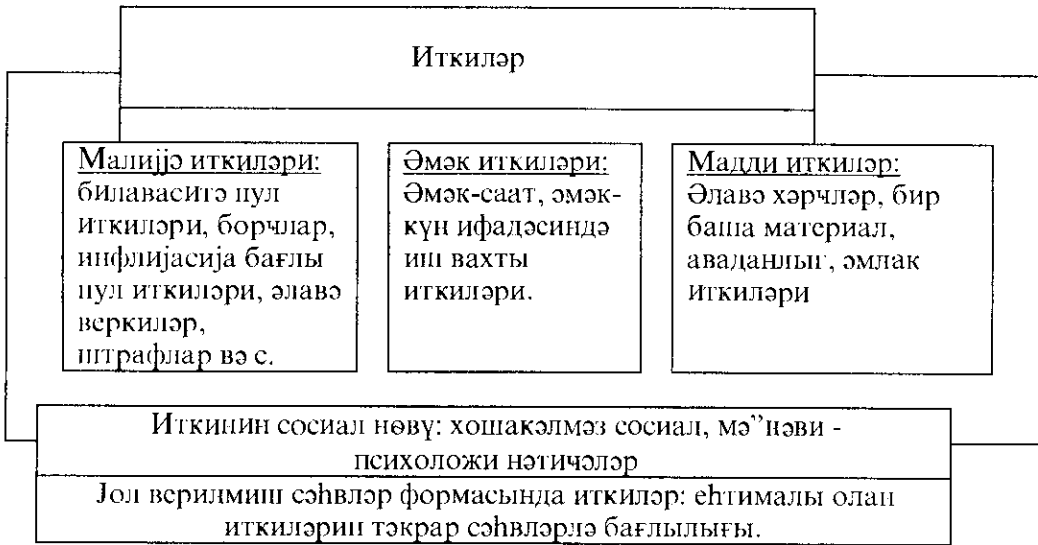 Иткиләр
Малијјә иткиләри:
билаваситә пул
иткиләри, борчлар,
инфлијасија бағлы
пул иткиләри, әлавә
веркиләр,
штрафлар вә с.
Әмәк иткиләри:
Әмәк-саат, әмәк-
күн ифадәсиндә
иш вахты
иткиләри.
Мадди иткиләр:
Әлавә хәрчләр, бир
баша материал,
аваданлыг, әмлак
иткиләри
Иткинин сосиал нөвү: хошакәлмәз сосиал, мә”нәви -
психоложи нәтичәләр
Јол верилмиш сәһвләр формасында иткиләр: еһтималы олан
иткиләрин тәкрар сәһвләрлә бағлылығы.